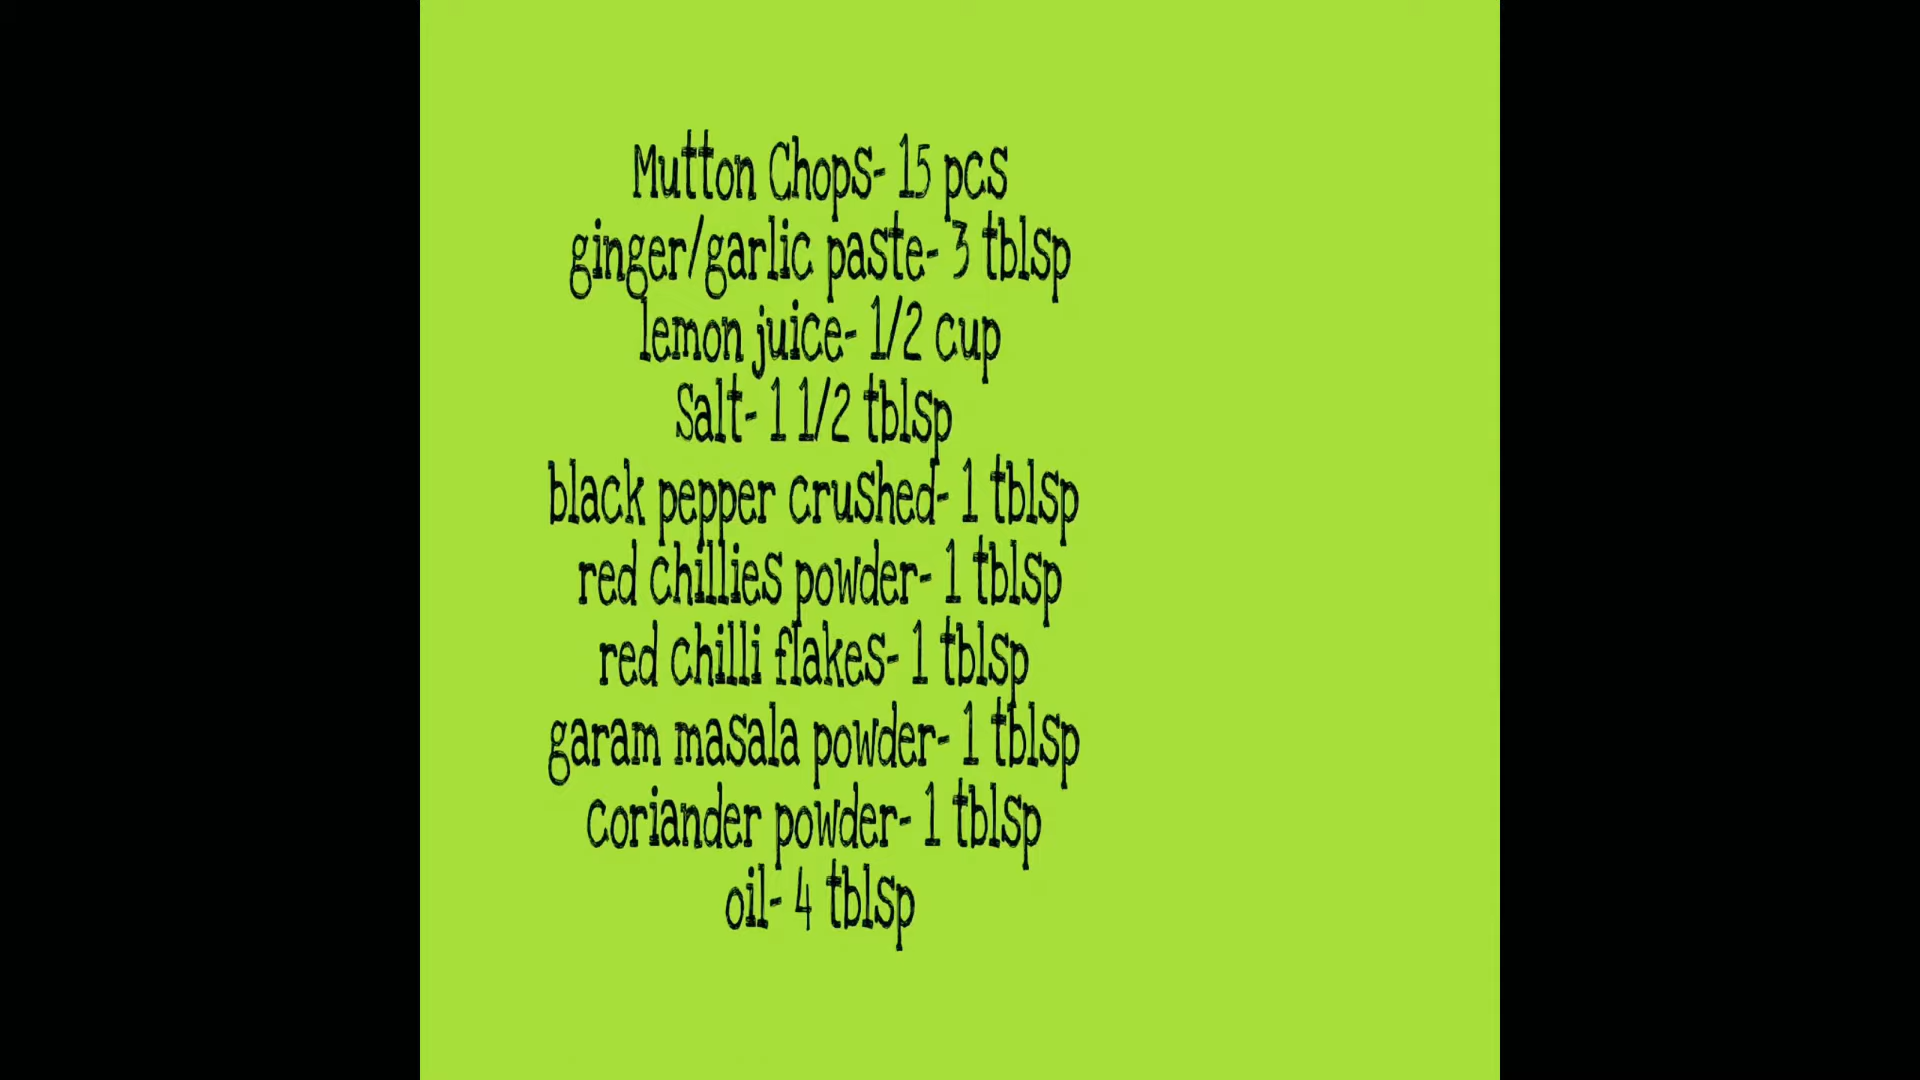 Mutton Chops- 15 pcs
ginger/garlic paste- 3 tblsp
lemon juice- 1/2 cup
Salt- 1 1/2 tblsp
black pepper crushed- 1 tblsp
red chillies powder- 1 tblsp
red chilli flakes- 1 tblsp
garam masala powder- 1 tblsp
coriander powder- 1 tblsp
oil- 4 tblsp